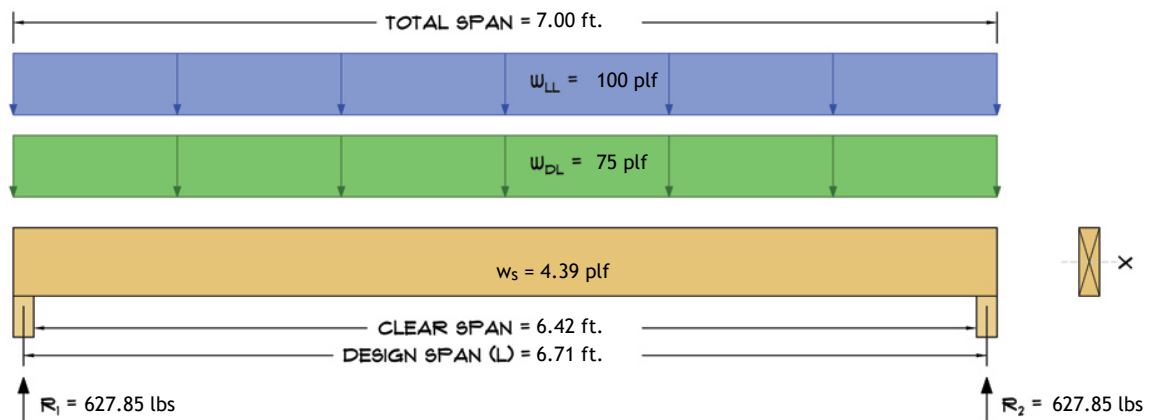 TOTAL SPAN = 7.00 ft.
WLL = 100 plf
WDL = 75 plf
ws = 4.39 plf
X
CLEAR SPAN = 6.42 ft.
DESIGN SPAN (L) = 6.71 ft.
R1 = 627.85 lbs
R2 = 627.85 lbs